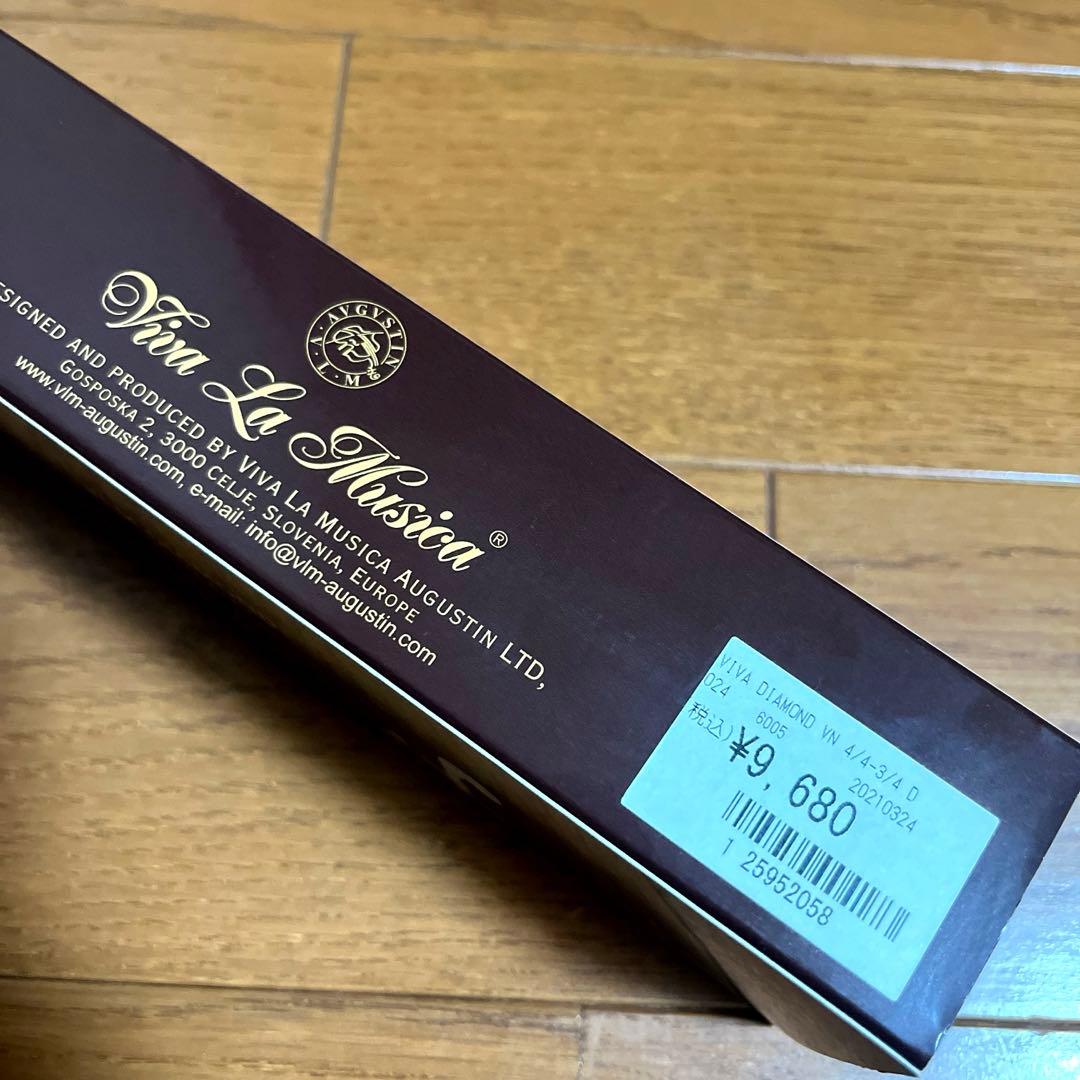 AVGVSTIN
V.L.M.
Viva La Musica®
DESIGNED AND PRODUCED BY VIVA LA MUSICA AUGUSTIN LTD,
GOSPOSKA 2, 3000 CELJE, SLOVENIA, EUROPE
www.vlm-augustin.com, e-mail: info@vlm-augustin.com
VIVA DIAMOND VN 4/4-3/4 D
024 6005 20210324
税込) ¥9,680
1 25952058